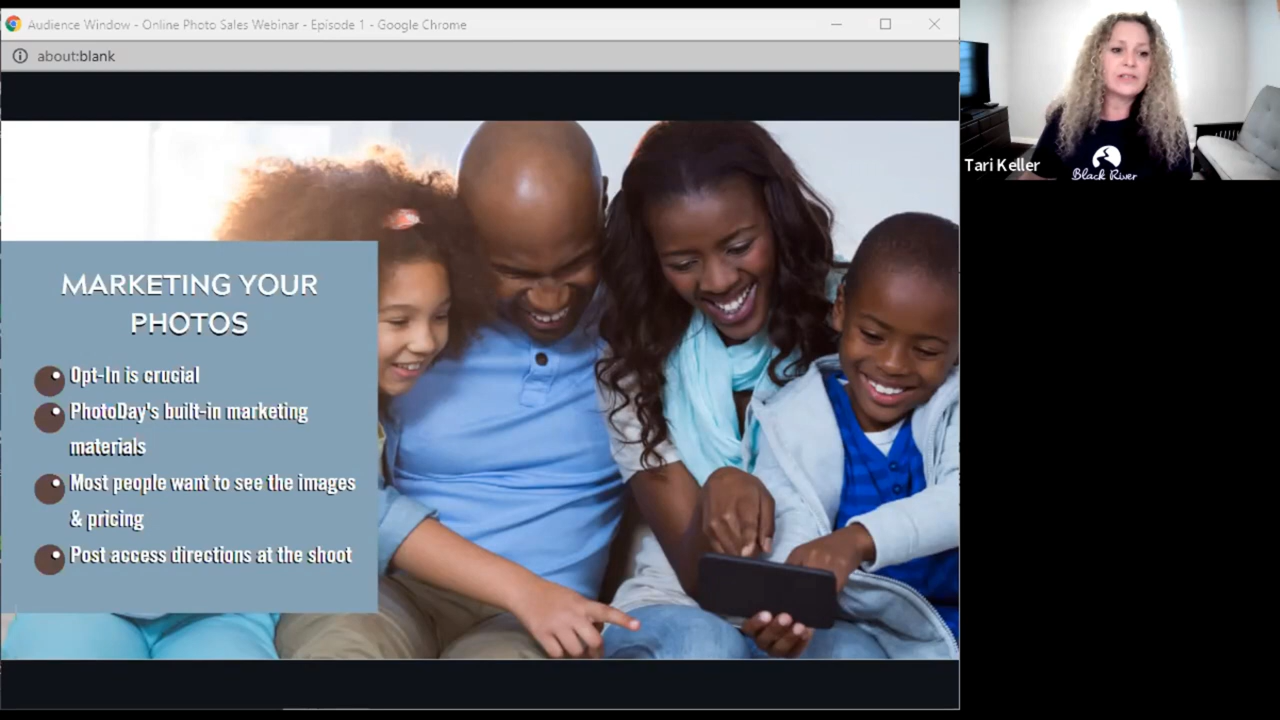 Audience Window - Online Photo Sales Webinar - Episode 1 - Google Chrome
about:blank
MARKETING YOUR
PHOTOS
Opt-In is crucial
PhotoDay's built-in marketing
materials
Most people want to see the images
& pricing
Post access directions at the shoot
Tari Keller
Black River